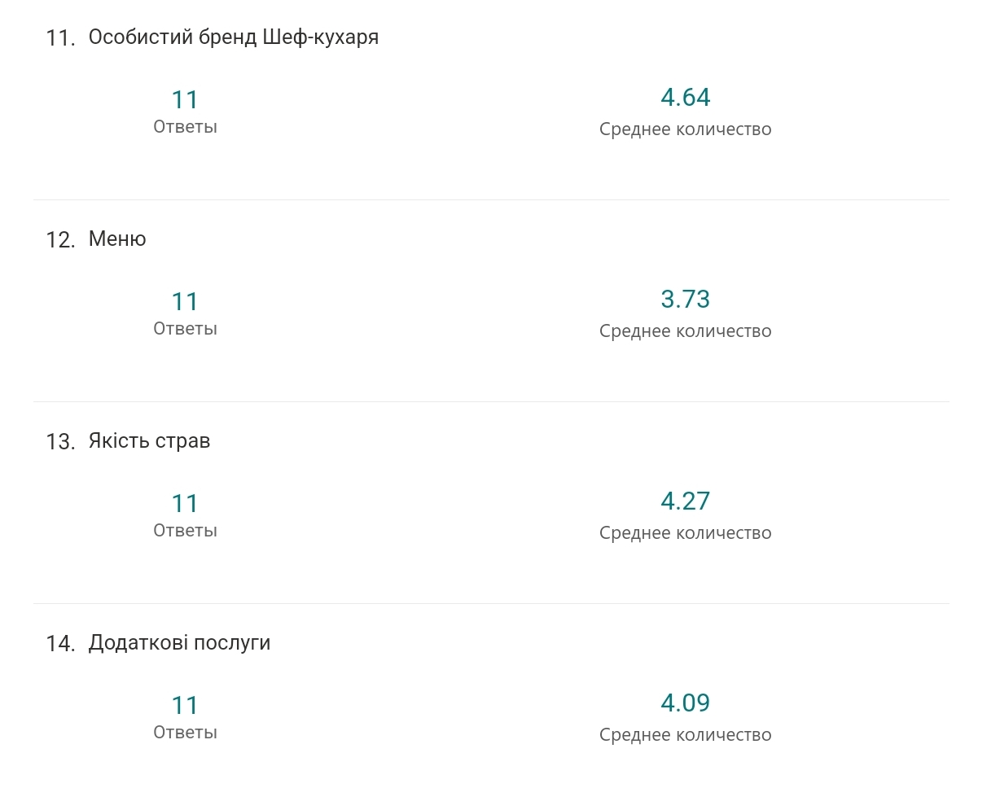 11. Особистий бренд Шеф-кухаря
11
Ответы
4.64
Среднее количество
12. Меню
11
Ответы
3.73
Среднее количество
13. Якість страв
11
Ответы
4.27
Среднее количество
14. Додаткові послуги
11
Ответы
4.09
Среднее количество